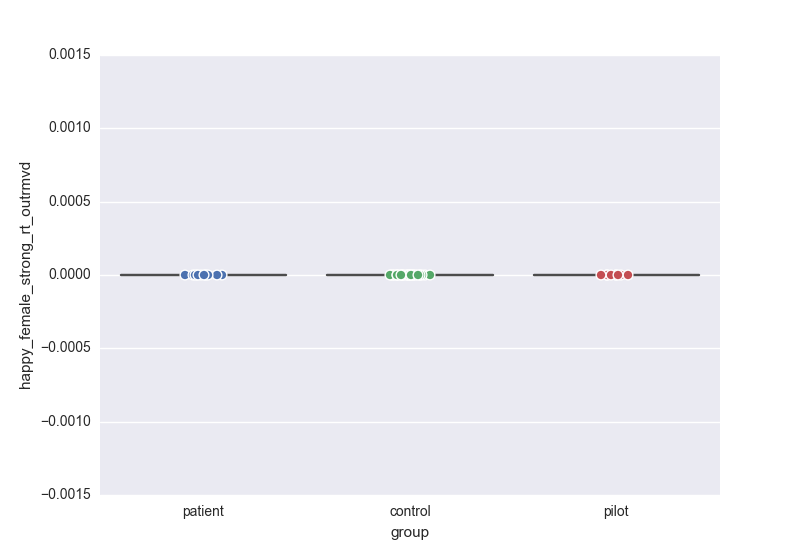 0.0015
0.0010
0.0005
0.0000
−0.0005
−0.0010
−0.0015
happy_female_strong_rt_outrmvd
patient
control
pilot
group